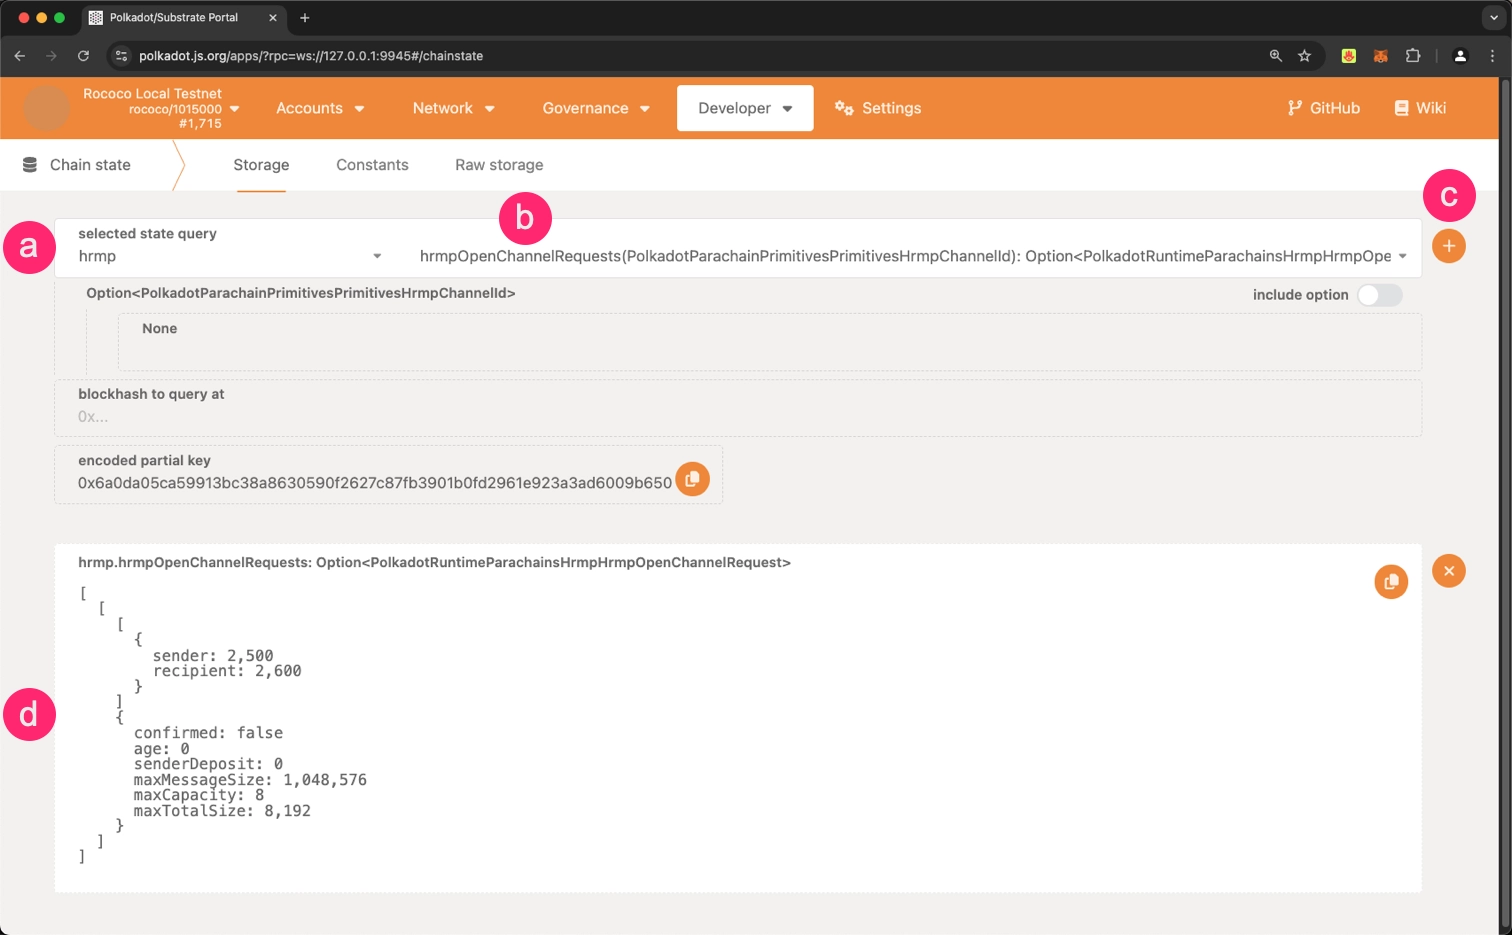 Polkadot/Substrate Portal
polkadot.js.org/apps/?rpc=ws://127.0.0.1:9945#/chainstate
Rococo Local Testnet
rococo/1015000
#1,715
Accounts
Network
Governance
Developer
Settings
GitHub
Wiki
Chain state
Storage
Constants
Raw storage
a
b
c
selected state query
hrmp
hrmpOpenChannelRequests(PolkadotParachainPrimitivesPrimitivesHrmpChannelId): Option<PolkadotRuntimeParachainsHrmpHrmpOpe
Option<PolkadotParachainPrimitivesPrimitivesHrmpChannelId>
include option
None
blockhash to query at
0x...
encoded partial key
0x6a0da05ca59913bc38a8630590f2627c87fb3901b0fd2961e923a3ad6009b650
hrmp.hrmpOpenChannelRequests: Option<PolkadotRuntimeParachainsHrmpHrmpOpenChannelRequest>
[
[
[
{
sender: 2,500
recipient: 2,600
}
]
d
{
confirmed: false
age: 0
senderDeposit: 0
maxMessageSize: 1,048,576
maxCapacity: 8
maxTotalSize: 8,192
}
]
]